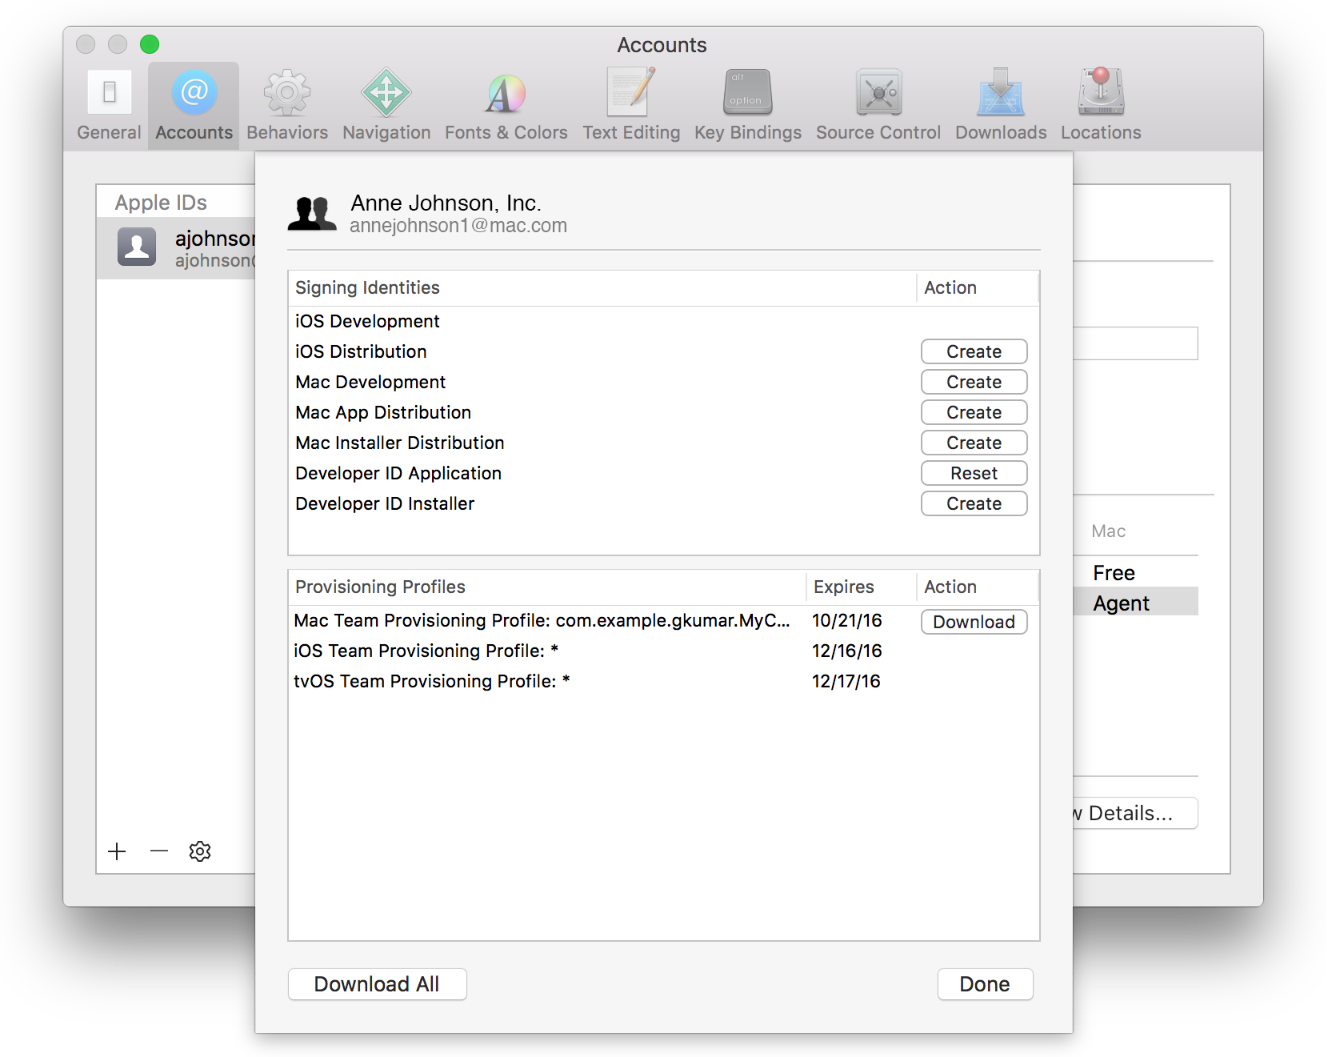 Accounts
General Accounts Behaviors Navigation Fonts & Colors Text Editing alt option Key Bindings Source Control Downloads Locations
Apple IDs
ajohnson
ajohnson@
Anne Johnson, Inc.
annejohnson1@mac.com
Signing Identities Action
iOS Development
iOS Distribution Create
Mac Development Create
Mac App Distribution Create
Mac Installer Distribution Create
Developer ID Application Reset
Developer ID Installer Create
Provisioning Profiles Expires Action
Mac Team Provisioning Profile: com.example.gkumar.MyC... 10/21/16 Download
iOS Team Provisioning Profile: * 12/16/16
tvOS Team Provisioning Profile: * 12/17/16
Mac
Free
Agent
w Details...
Download All Done